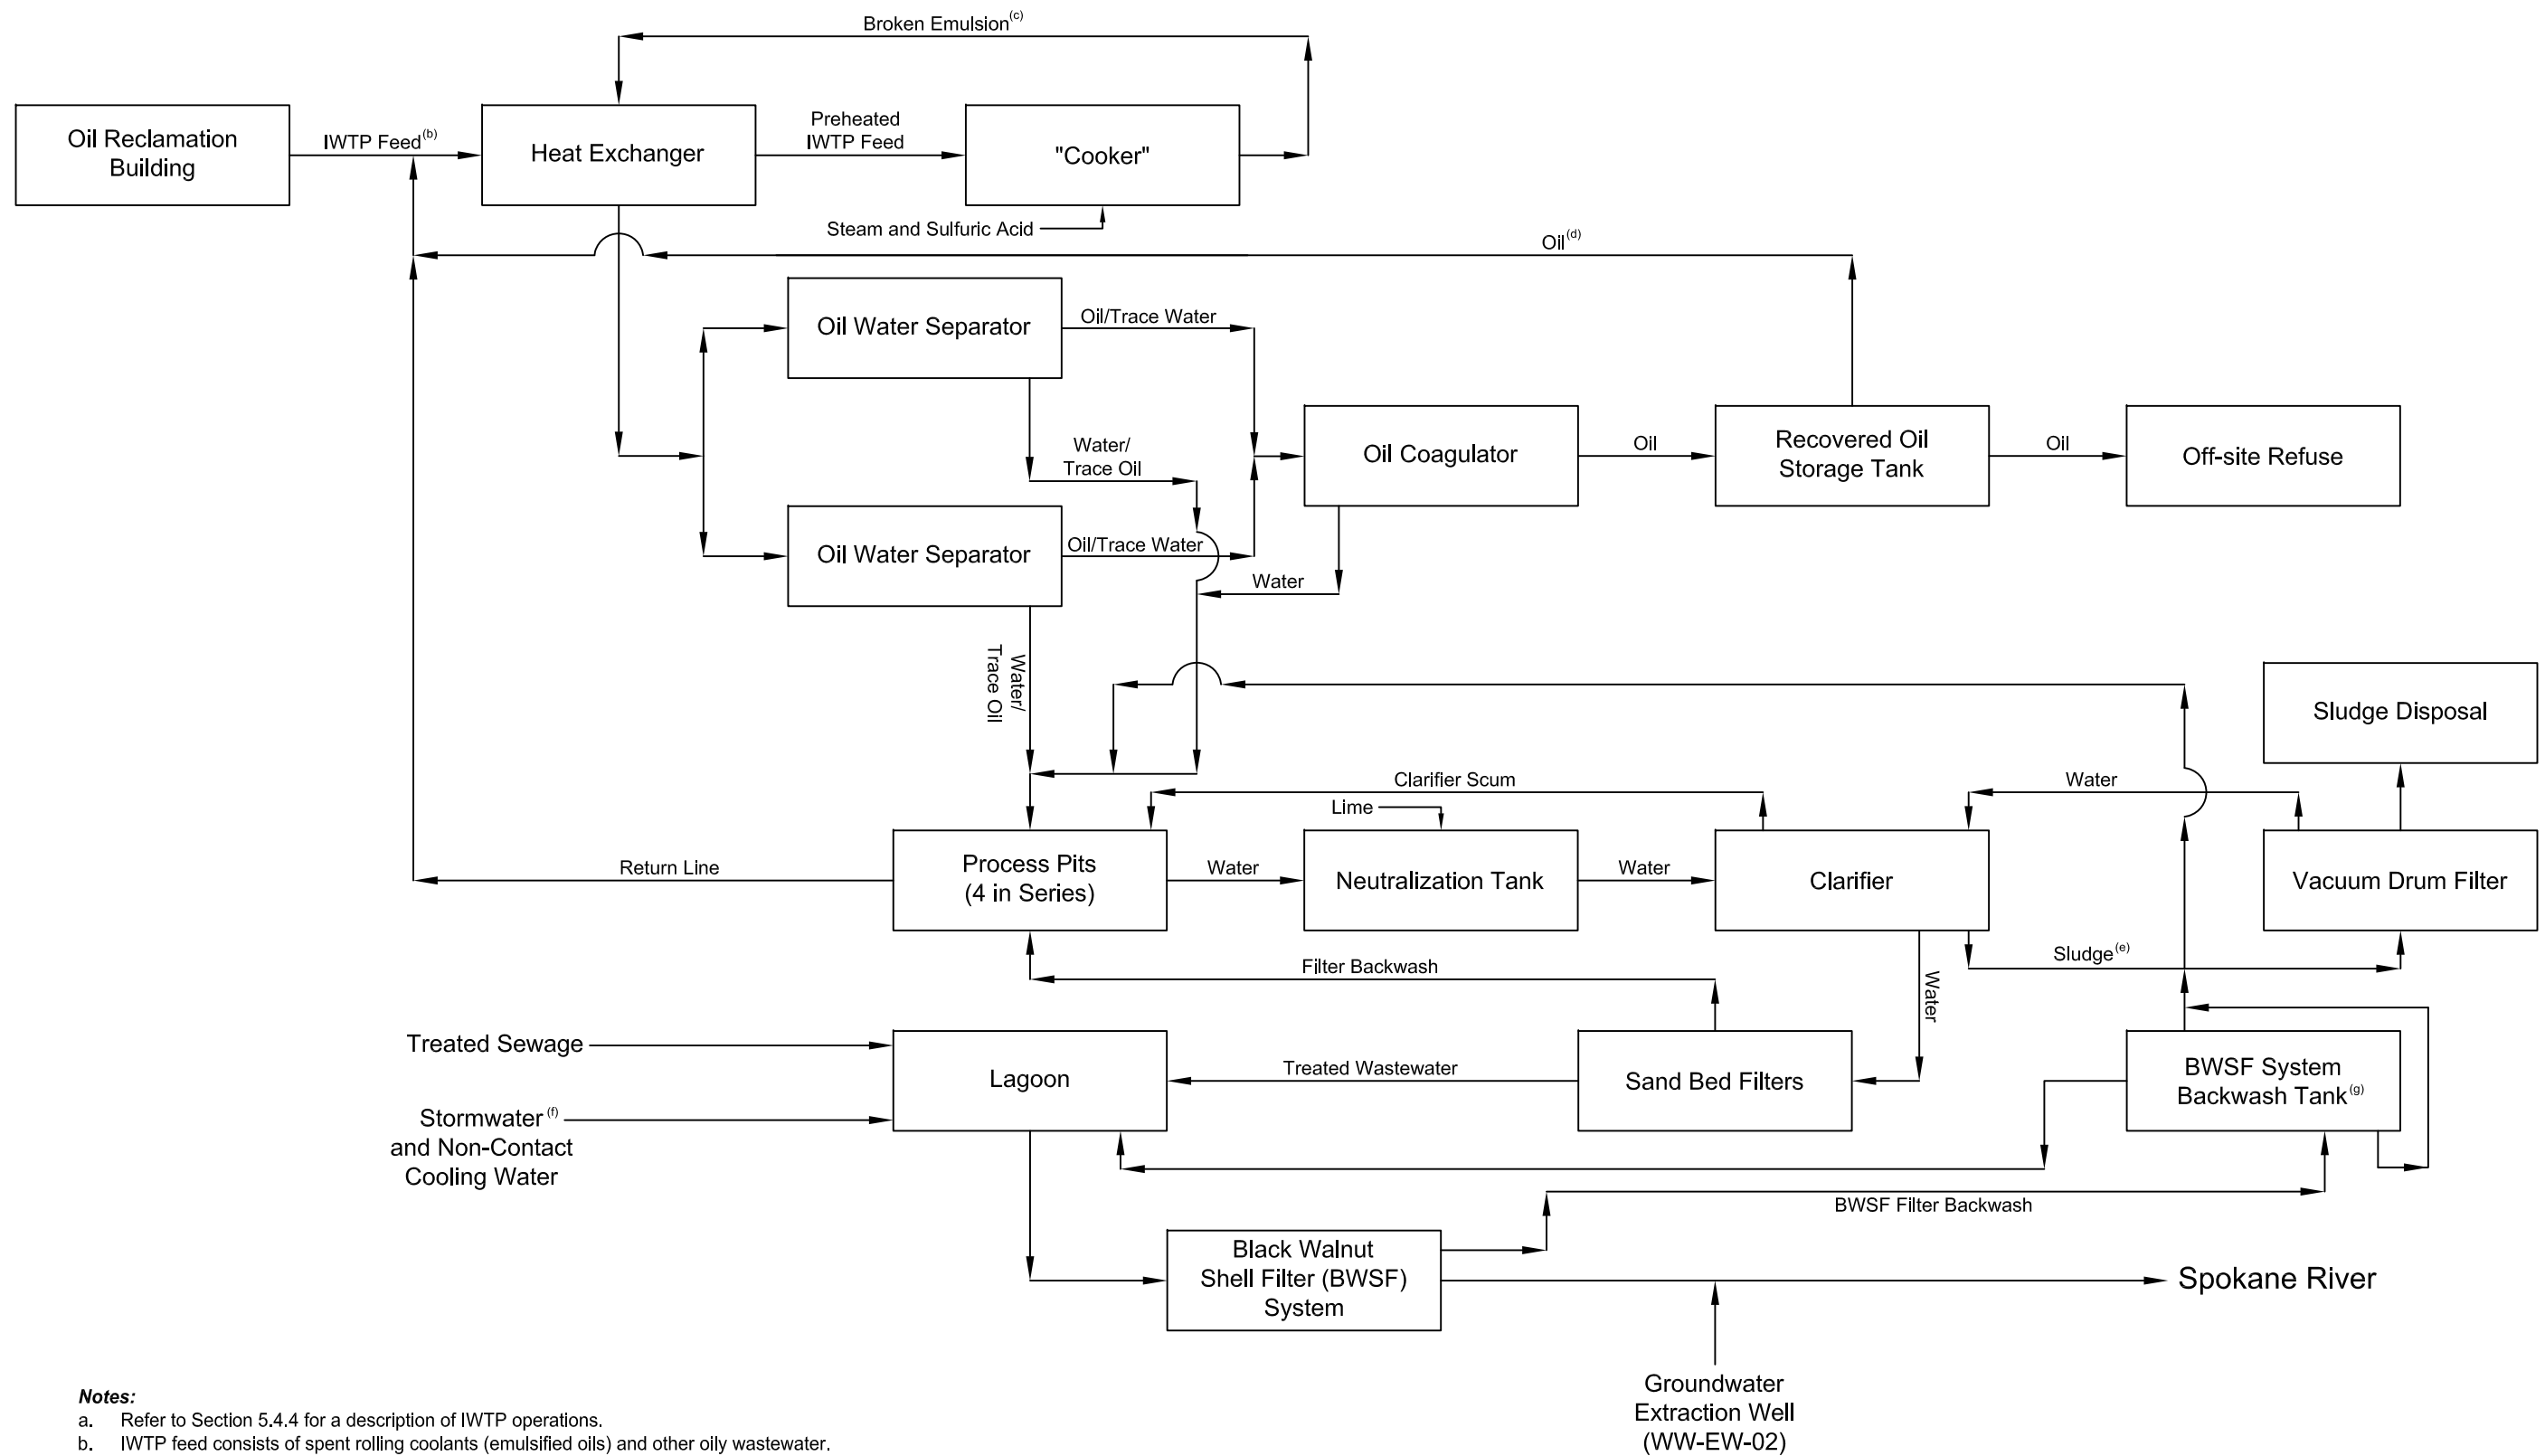 Broken Emulsion(c)
Oil Reclamation
Building
IWTP Feed(b)
Heat Exchanger
Preheated
IWTP Feed
"Cooker"
Steam and Sulfuric Acid
Oil(d)
Oil Water Separator
Oil/Trace Water
Water/
Trace Oil
Oil Coagulator
Oil
Recovered Oil
Storage Tank
Oil
Off-site Refuse
Oil Water Separator
Oil/Trace Water
Water
Water/
Trace Oil
Sludge Disposal
Clarifier Scum
Water
Lime
Return Line
Process Pits
(4 in Series)
Water
Neutralization Tank
Water
Clarifier
Vacuum Drum Filter
Sludge(e)
Filter Backwash
Water
Treated Sewage
Lagoon
Treated Wastewater
Sand Bed Filters
BWSF System
Backwash Tank(g)
Stormwater(f)
and Non-Contact
Cooling Water
BWSF Filter Backwash
Black Walnut
Shell Filter (BWSF)
System
Spokane River
Groundwater
Extraction Well
(WW-EW-02)
Notes:
a. Refer to Section 5.4.4 for a description of IWTP operations.
b. IWTP feed consists of spent rolling coolants (emulsified oils) and other oily wastewater.